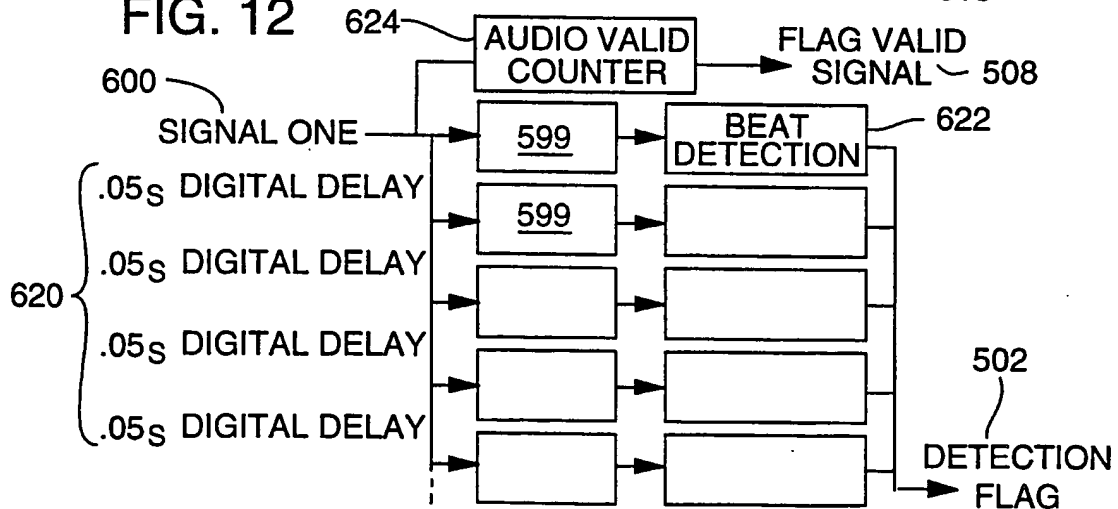 FIG. 12
624
AUDIO VALID
COUNTER
FLAG VALID
SIGNAL
508
600
SIGNAL ONE
599
BEAT
DETECTION
622
.05S DIGITAL DELAY
599
.05S DIGITAL DELAY
620
.05S DIGITAL DELAY
.05S DIGITAL DELAY
502
DETECTION
FLAG